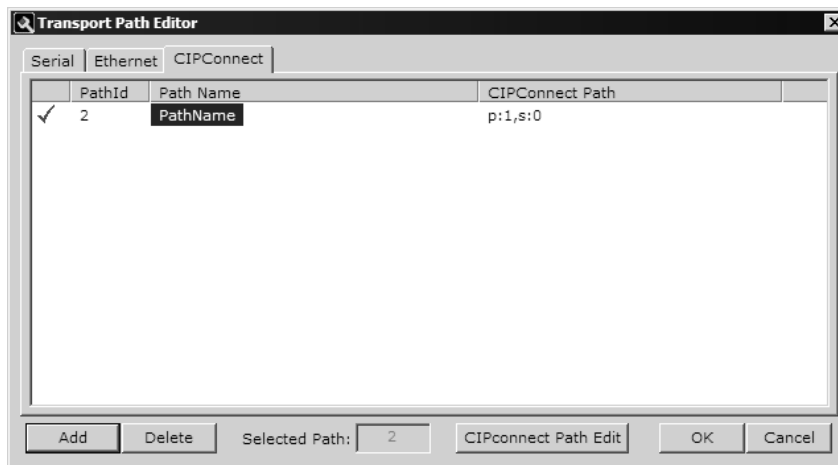 Transport Path Editor
Serial Ethernet CIPConnect
PathId Path Name CIPConnect Path
2 PathName p:1,s:0
Add Delete Selected Path: 2 CIPconnect Path Edit OK Cancel